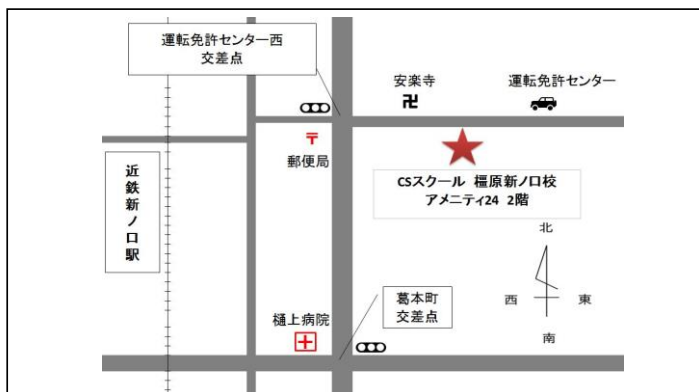 運転免許センター西
交差点
安楽寺
運転免許センター
郵便局
CSスクール 橿原新ノ口校
アメニティ24 2階
近鉄新ノ口駅
北
西
東
南
葛本町
交差点
樋上病院